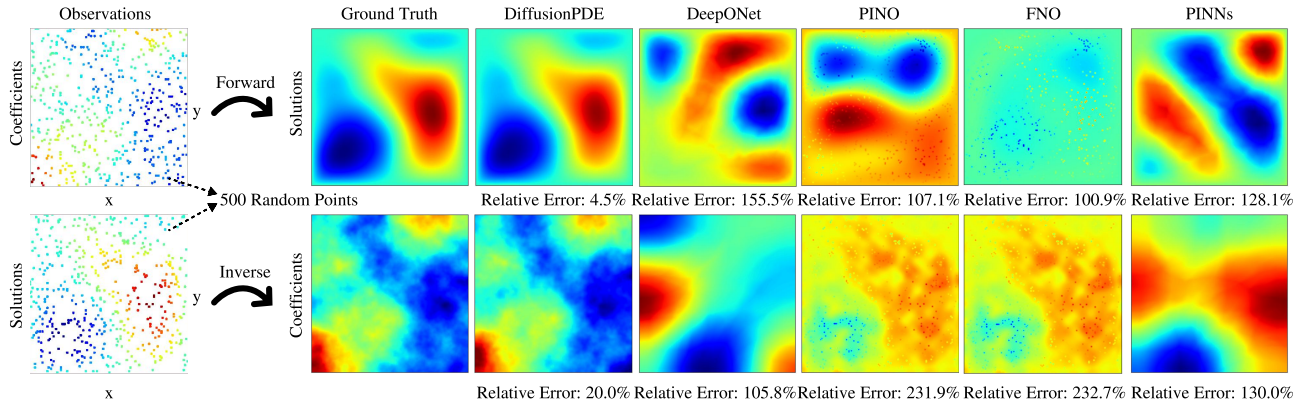 Observations Ground Truth DiffusionPDE DeepONet PINO FNO PINNs
Coefficients
Forward
y
Solutions
x
500 Random Points
Relative Error: 4.5% Relative Error: 155.5% Relative Error: 107.1% Relative Error: 100.9% Relative Error: 128.1%
Solutions
Inverse
y
Coefficients
x
Relative Error: 20.0% Relative Error: 105.8% Relative Error: 231.9% Relative Error: 232.7% Relative Error: 130.0%